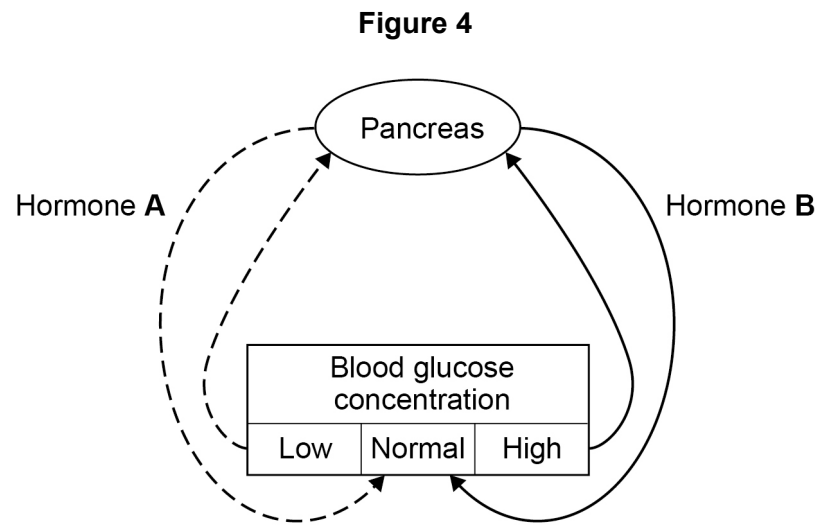 Figure 4
Pancreas
Hormone A
Hormone B
Blood glucose
concentration
Low Normal High